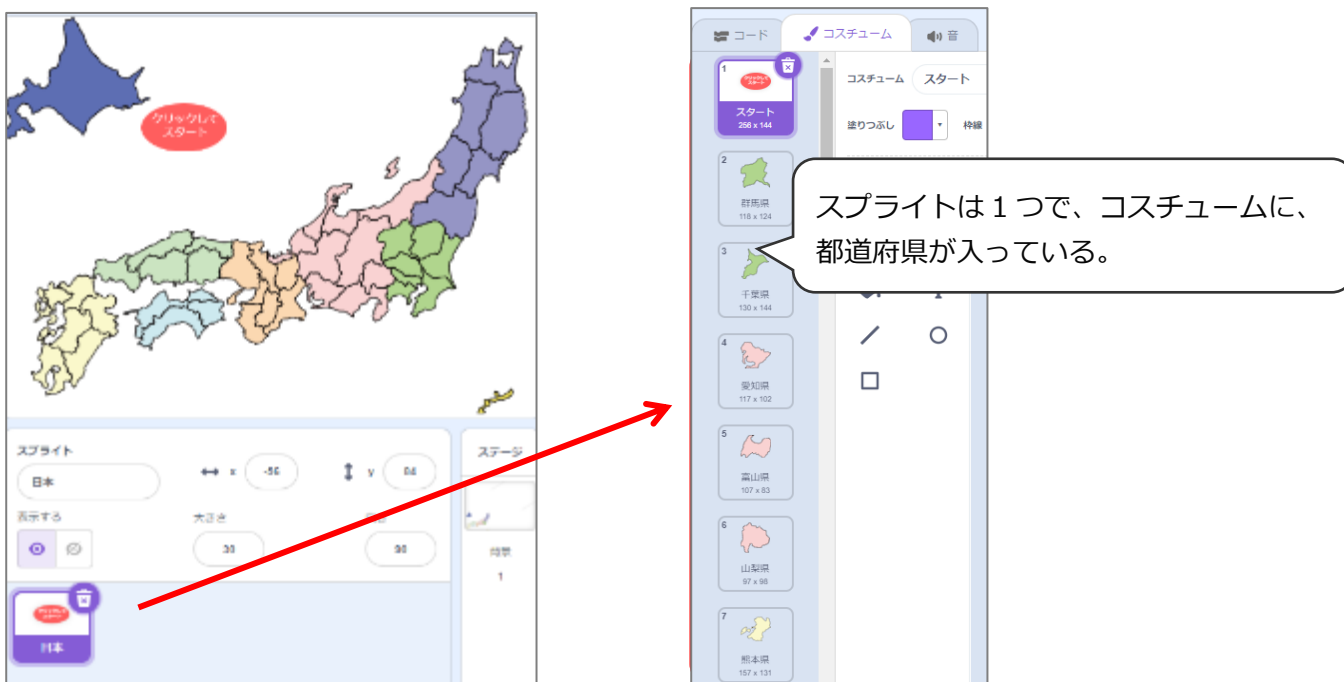 クリックして
スタート
スプライト
日本
x
-56
y
84
ステージ
表示する
大きさ
30
90
背景
1
日本
コード
コスチューム
音
1
スタート
256 x 144
コスチューム
スタート
塗りつぶし
枠線
2
群馬県
118 x 124
3
千葉県
130 x 144
4
愛知県
117 x 102
5
富山県
107 x 83
6
山梨県
97 x 98
7
熊本県
157 x 131
スプライトは1つで、コスチュームに、
都道府県が入っている。